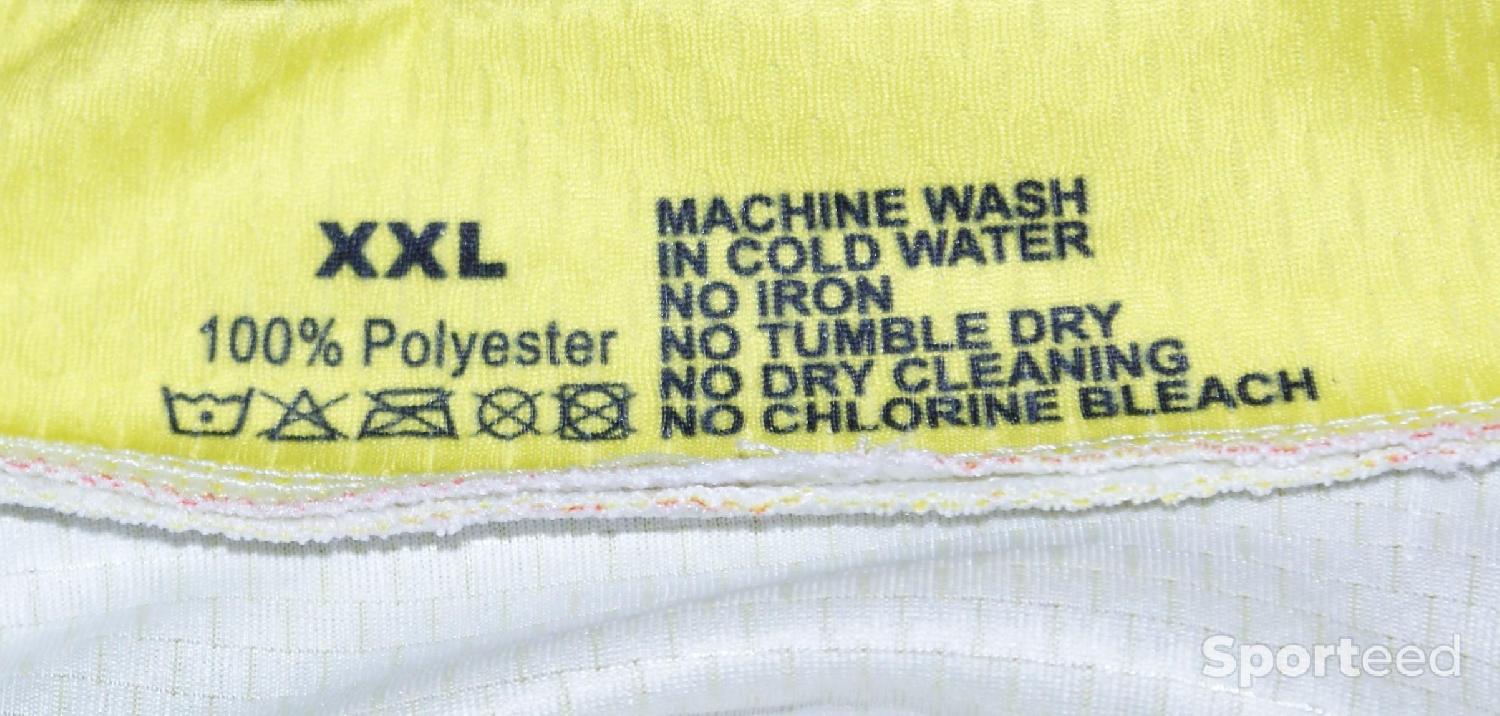 XXL
100% Polyester
MACHINE WASH
IN COLD WATER
NO IRON
NO TUMBLE DRY
NO DRY CLEANING
NO CHLORINE BLEACH
Sporteed